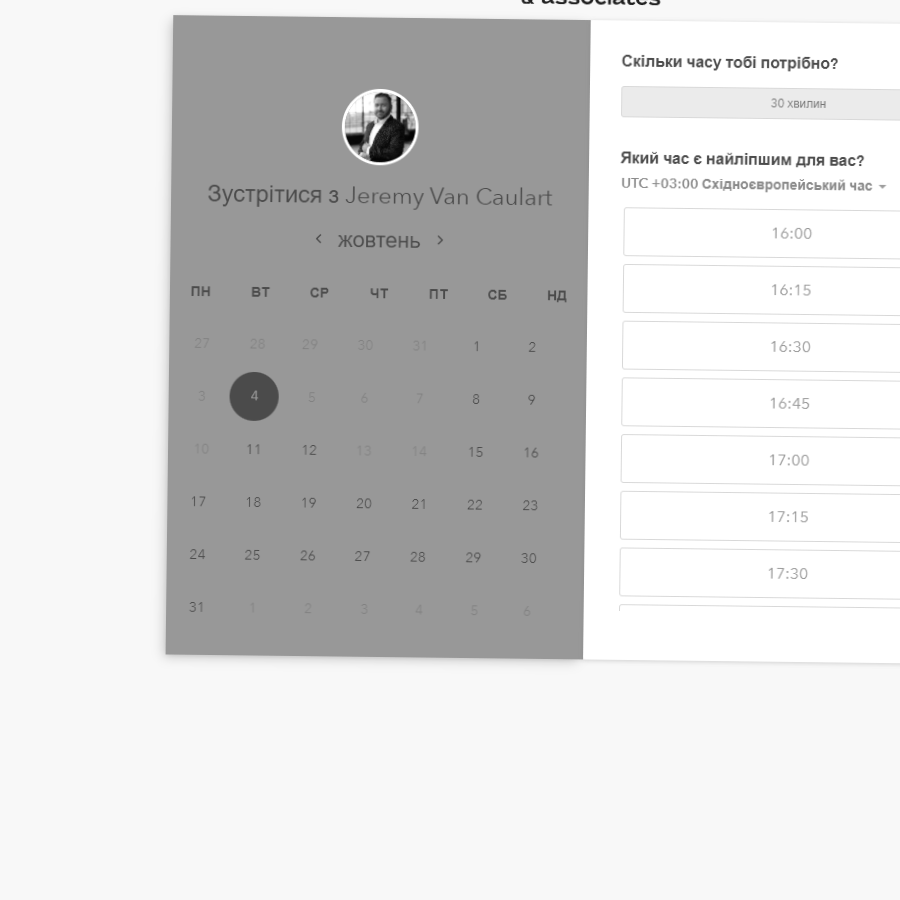 & associates
Зустрітися з Jeremy Van Caulart
жовтень
ПН ВТ СР ЧТ ПТ СБ НД
27 28 29 30 31 1 2
3 4 5 6 7 8 9
10 11 12 13 14 15 16
17 18 19 20 21 22 23
24 25 26 27 28 29 30
31 1 2 3 4 5 6
Скільки часу тобі потрібно?
30 хвилин
Який час є найліпшим для вас?
UTC +03:00 Східноєвропейський час
16:00
16:15
16:30
16:45
17:00
17:15
17:30